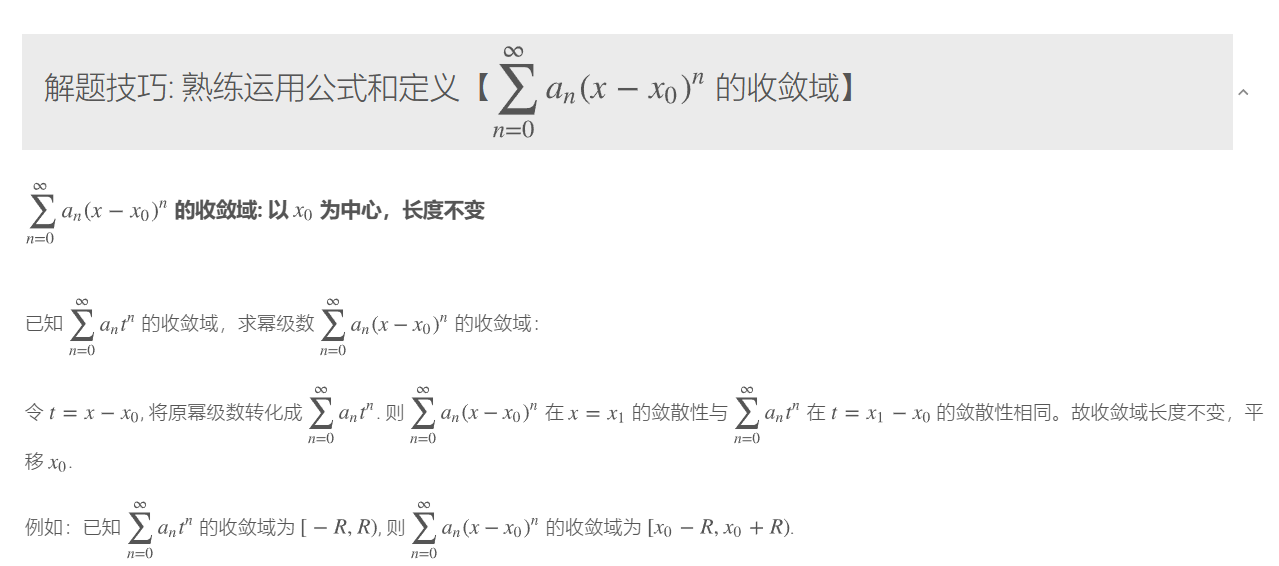 解题技巧: 熟练运用公式和定义【$\sum_{n=0}^{\infty} a_n(x-x_0)^n$ 的收敛域】
$\sum_{n=0}^{\infty} a_n(x-x_0)^n$ 的收敛域: 以 $x_0$ 为中心，长度不变
已知 $\sum_{n=0}^{\infty} a_n t^n$ 的收敛域，求幂级数 $\sum_{n=0}^{\infty} a_n(x-x_0)^n$ 的收敛域：
令 $t = x - x_0$, 将原幂级数转化成 $\sum_{n=0}^{\infty} a_n t^n$. 则 $\sum_{n=0}^{\infty} a_n(x-x_0)^n$ 在 $x = x_1$ 的敛散性与 $\sum_{n=0}^{\infty} a_n t^n$ 在 $t = x_1 - x_0$ 的敛散性相同。故收敛域长度不变，平
移 $x_0$.
例如：已知 $\sum_{n=0}^{\infty} a_n t^n$ 的收敛域为 $[-R, R)$, 则 $\sum_{n=0}^{\infty} a_n(x-x_0)^n$ 的收敛域为 $[x_0 - R, x_0 + R)$.